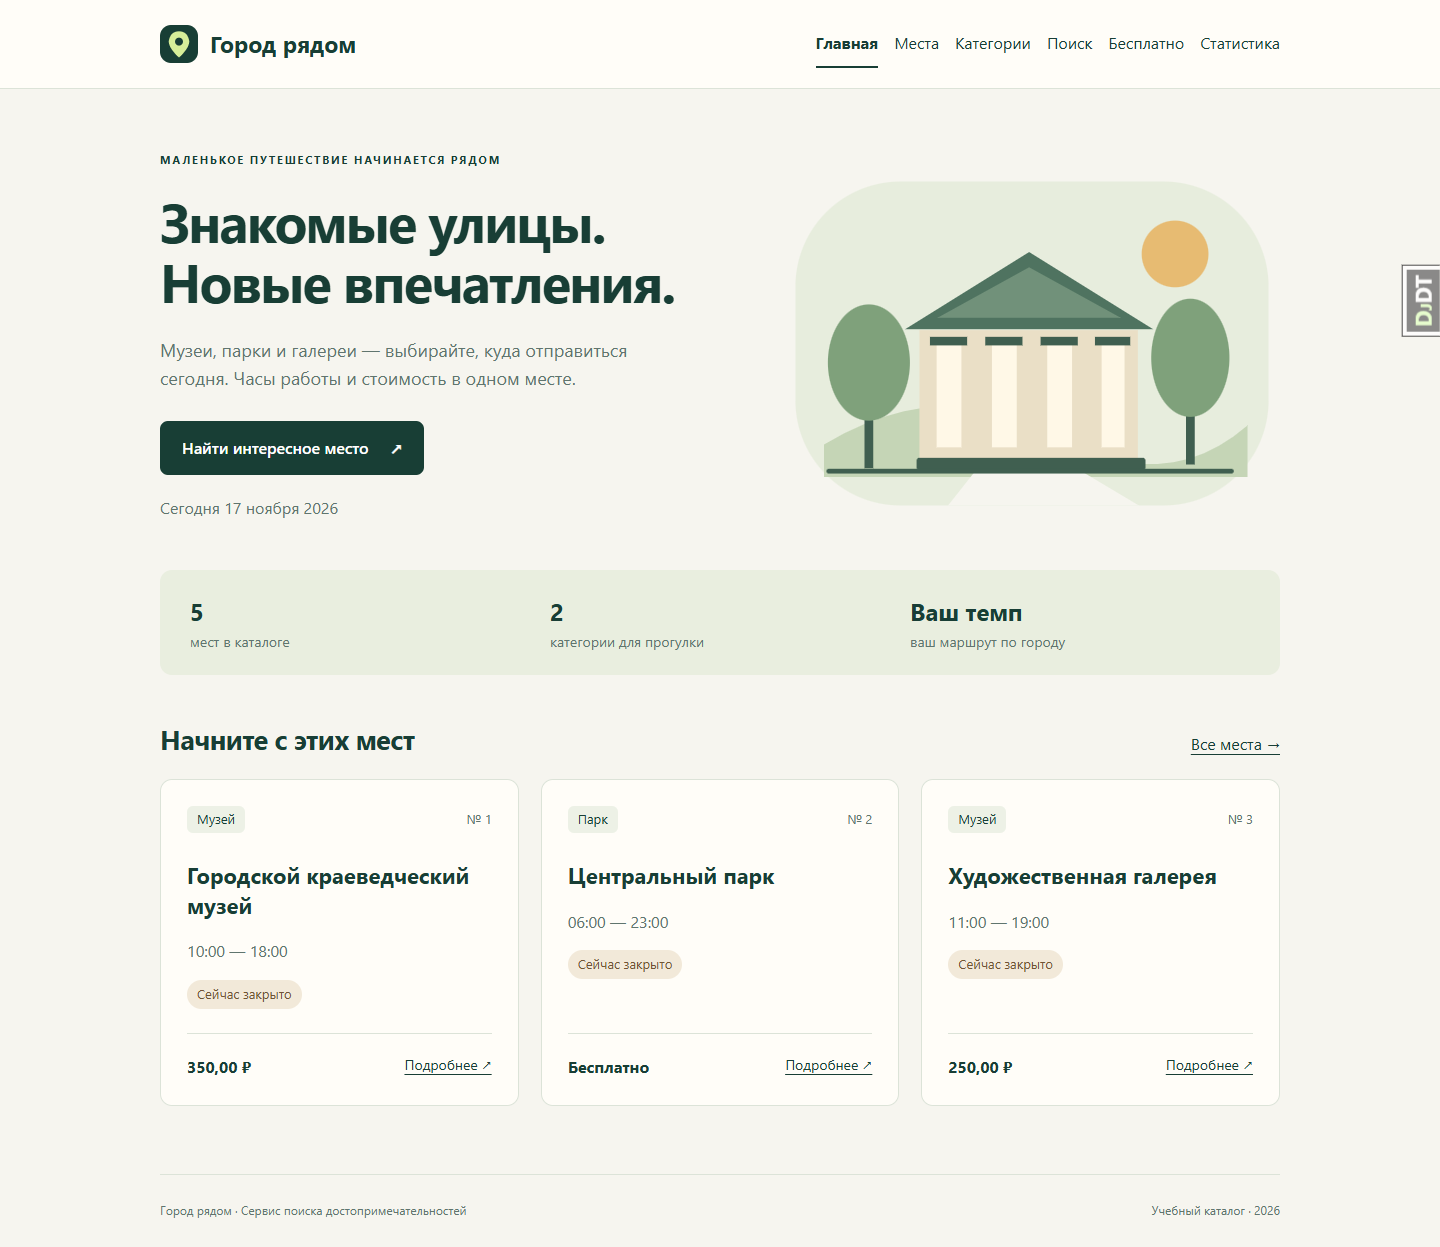 Город рядом
Главная Места Категории Поиск Бесплатно Статистика
МАЛЕНЬКОЕ ПУТЕШЕСТВИЕ НАЧИНАЕТСЯ РЯДОМ
Знакомые улицы.
Новые впечатления.
Музеи, парки и галереи — выбирайте, куда отправиться
сегодня. Часы работы и стоимость в одном месте.
Найти интересное место ↗
Сегодня 17 ноября 2026
DJDT
5
мест в каталоге
2
категории для прогулки
Ваш темп
ваш маршрут по городу
Начните с этих мест
Все места →
Музей № 1
Городской краеведческий
музей
10:00 — 18:00
Сейчас закрыто
350,00 ₽ Подробнее ↗
Парк № 2
Центральный парк
06:00 — 23:00
Сейчас закрыто
Бесплатно Подробнее ↗
Музей № 3
Художественная галерея
11:00 — 19:00
Сейчас закрыто
250,00 ₽ Подробнее ↗
Город рядом · Сервис поиска достопримечательностей
Учебный каталог · 2026